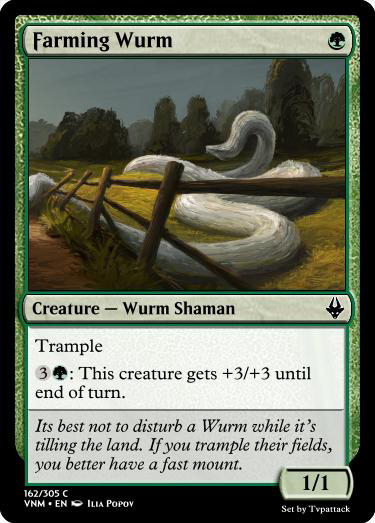 Farming Wurm
Creature — Wurm Shaman
Trample
3: This creature gets +3/+3 until
end of turn.
Its best not to disturb a Wurm while it's
tilling the land. If you trample their fields,
you better have a fast mount.
1/1
162/305 C
VNM • EN Ilia Popov
Set by Tvpattack